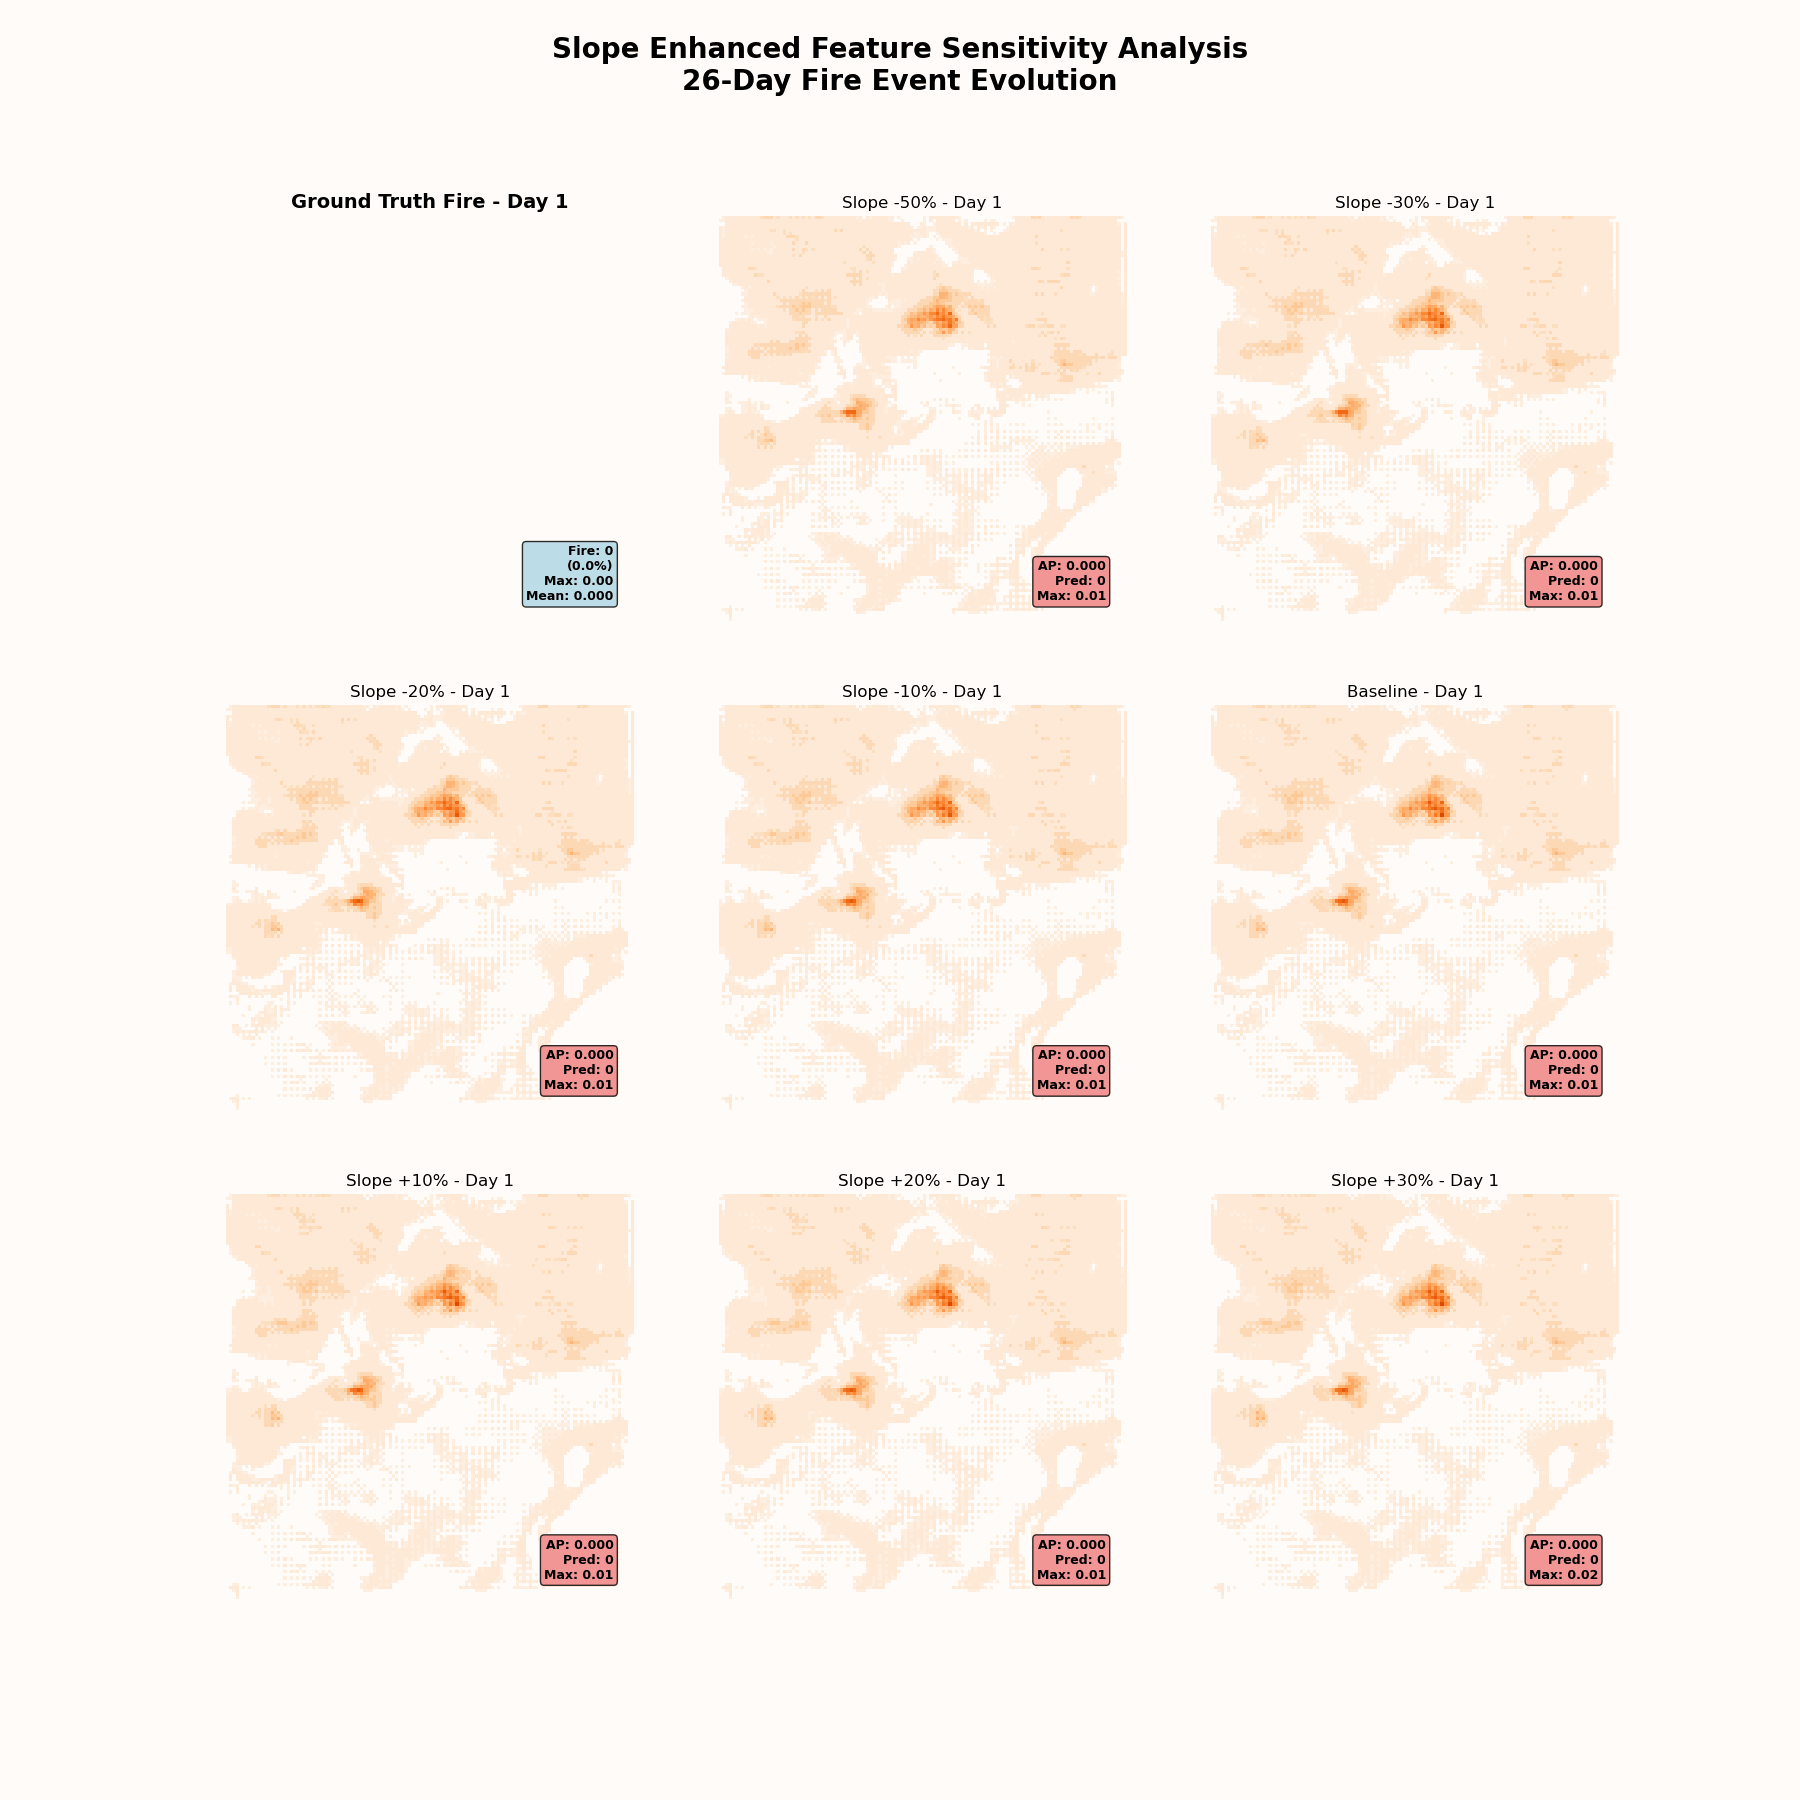 Slope Enhanced Feature Sensitivity Analysis
26-Day Fire Event Evolution
Ground Truth Fire - Day 1
Fire: 0
(0.0%)
Max: 0.00
Mean: 0.000
Slope -50% - Day 1
AP: 0.000
Pred: 0
Max: 0.01
Slope -30% - Day 1
AP: 0.000
Pred: 0
Max: 0.01
Slope -20% - Day 1
AP: 0.000
Pred: 0
Max: 0.01
Slope -10% - Day 1
AP: 0.000
Pred: 0
Max: 0.01
Baseline - Day 1
AP: 0.000
Pred: 0
Max: 0.01
Slope +10% - Day 1
AP: 0.000
Pred: 0
Max: 0.01
Slope +20% - Day 1
AP: 0.000
Pred: 0
Max: 0.01
Slope +30% - Day 1
AP: 0.000
Pred: 0
Max: 0.02